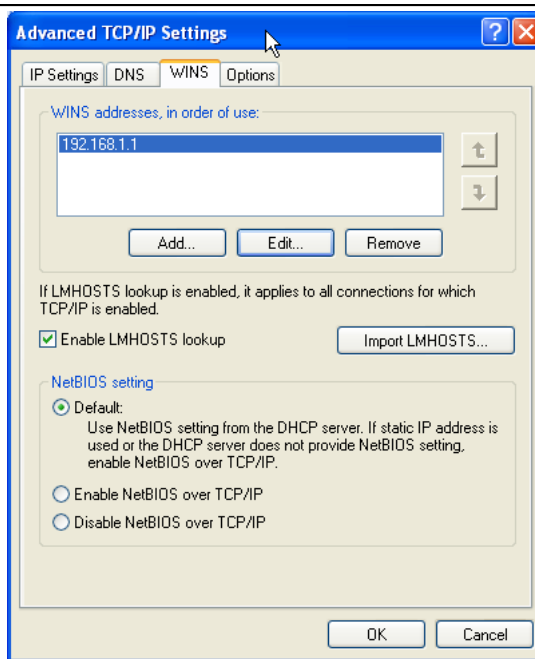 Advanced TCP/IP Settings
IP Settings DNS WINS Options
WINS addresses, in order of use:
192.168.1.1
Add... Edit... Remove
If LMHOSTS lookup is enabled, it applies to all connections for which
TCP/IP is enabled.
Enable LMHOSTS lookup Import LMHOSTS...
NetBIOS setting
Default:
Use NetBIOS setting from the DHCP server. If static IP address is
used or the DHCP server does not provide NetBIOS setting,
enable NetBIOS over TCP/IP.
Enable NetBIOS over TCP/IP
Disable NetBIOS over TCP/IP
OK Cancel